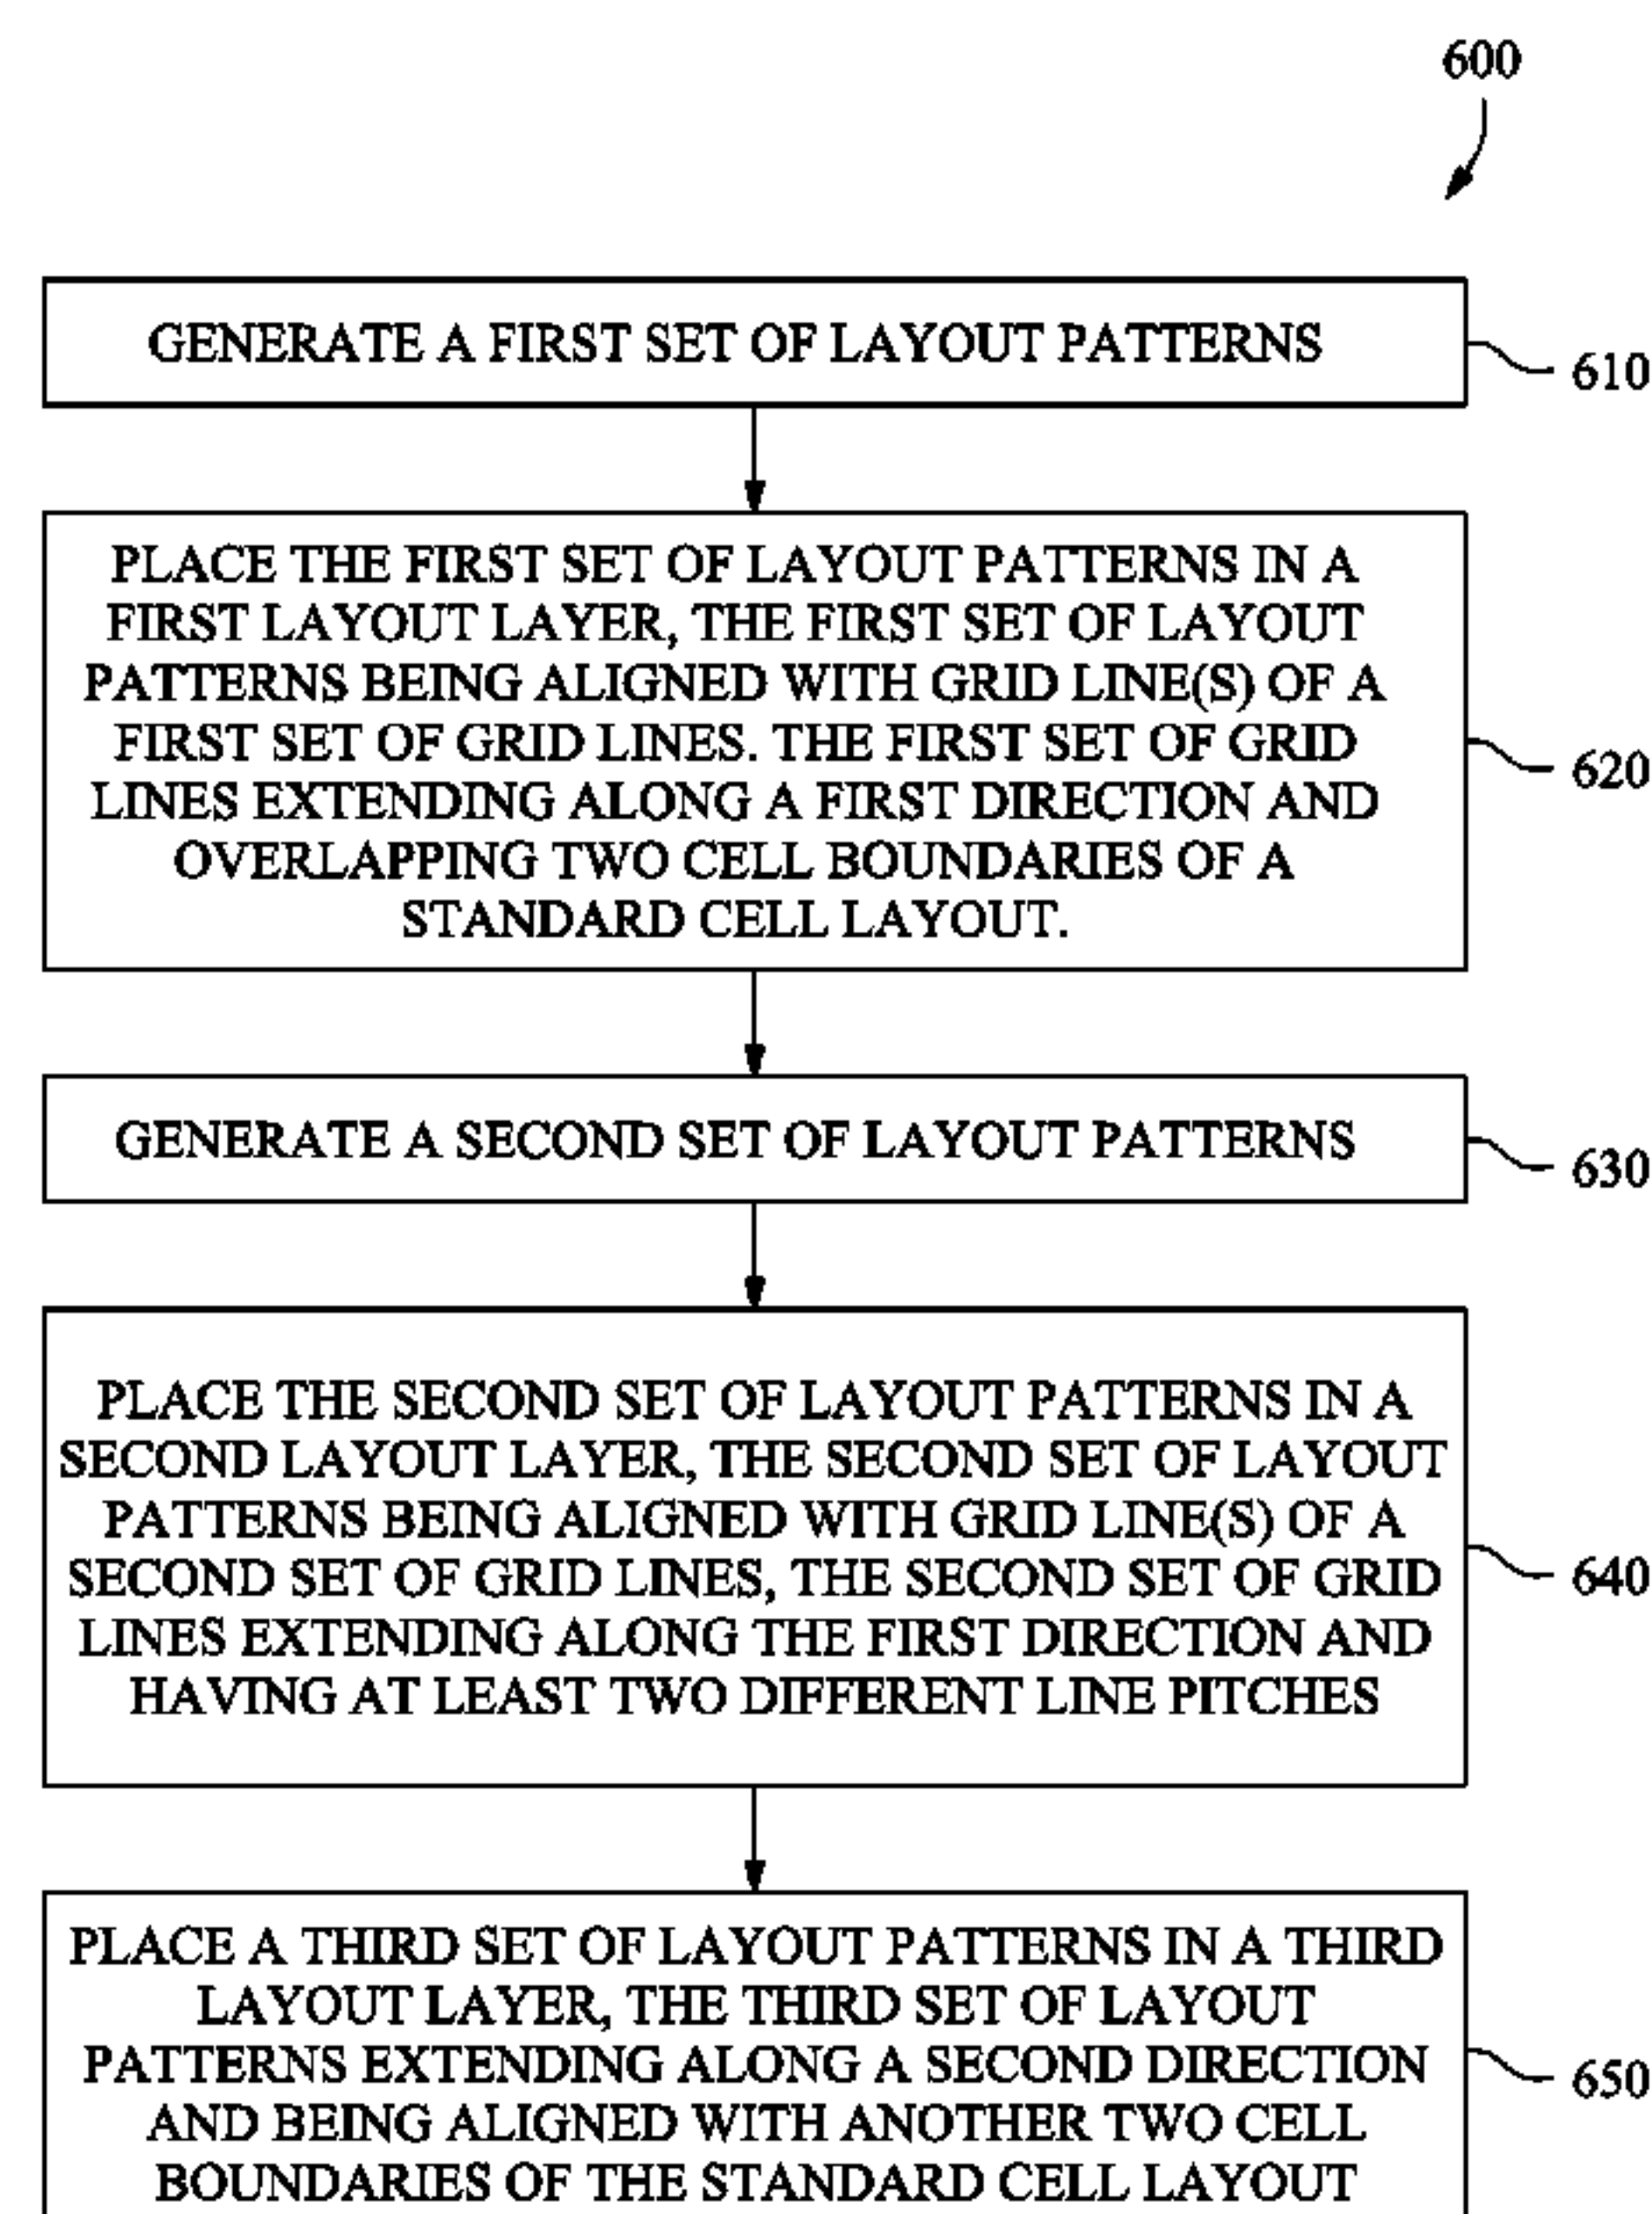 600
GENERATE A FIRST SET OF LAYOUT PATTERNS
610
PLACE THE FIRST SET OF LAYOUT PATTERNS IN A
FIRST LAYOUT LAYER, THE FIRST SET OF LAYOUT
PATTERNS BEING ALIGNED WITH GRID LINE(S) OF A
FIRST SET OF GRID LINES. THE FIRST SET OF GRID
LINES EXTENDING ALONG A FIRST DIRECTION AND
OVERLAPPING TWO CELL BOUNDARIES OF A
STANDARD CELL LAYOUT.
620
GENERATE A SECOND SET OF LAYOUT PATTERNS
630
PLACE THE SECOND SET OF LAYOUT PATTERNS IN A
SECOND LAYOUT LAYER, THE SECOND SET OF LAYOUT
PATTERNS BEING ALIGNED WITH GRID LINE(S) OF A
SECOND SET OF GRID LINES, THE SECOND SET OF GRID
LINES EXTENDING ALONG THE FIRST DIRECTION AND
HAVING AT LEAST TWO DIFFERENT LINE PITCHES
640
PLACE A THIRD SET OF LAYOUT PATTERNS IN A THIRD
LAYOUT LAYER, THE THIRD SET OF LAYOUT
PATTERNS EXTENDING ALONG A SECOND DIRECTION
AND BEING ALIGNED WITH ANOTHER TWO CELL
BOUNDARIES OF THE STANDARD CELL LAYOUT
650